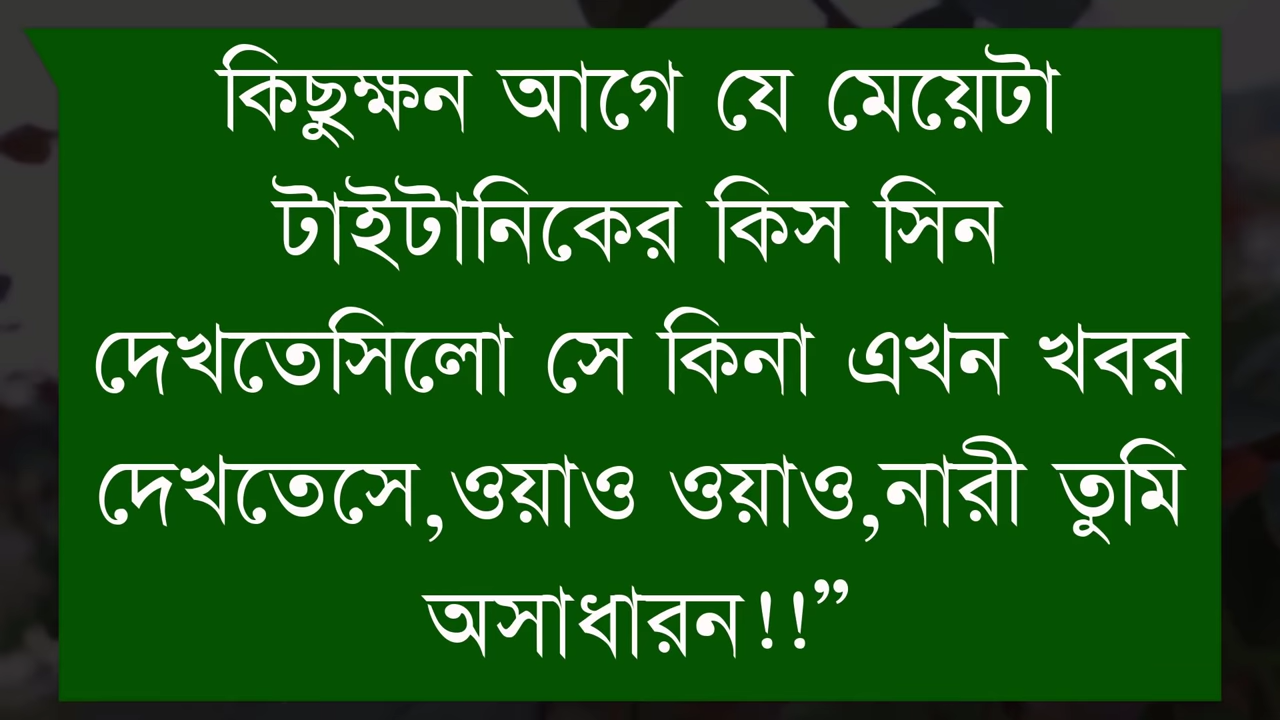 কিছুক্ষন আগে যে মেয়েটা
টাইটানিকের কিস সিন
দেখতেসিলো সে কিনা এখন খবর
দেখতেসে,ওয়াও ওয়াও,নারী তুমি
অসাধারন!!”